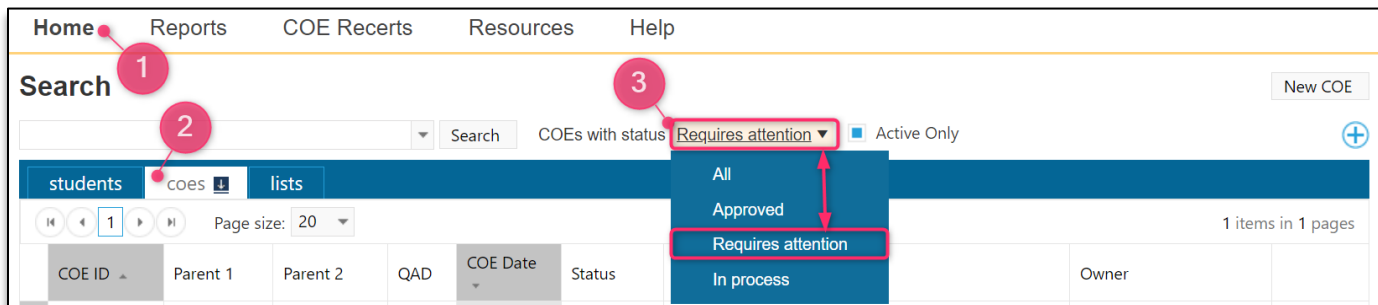 Home Reports COE Recerts Resources Help
1
Search
3
New COE
2
Search COEs with status Requires attention Active Only
students coes lists
All
1 Page size: 20
Approved
1 items in 1 pages
Requires attention
COE ID Parent 1 Parent 2 QAD COE Date Status Owner
In process